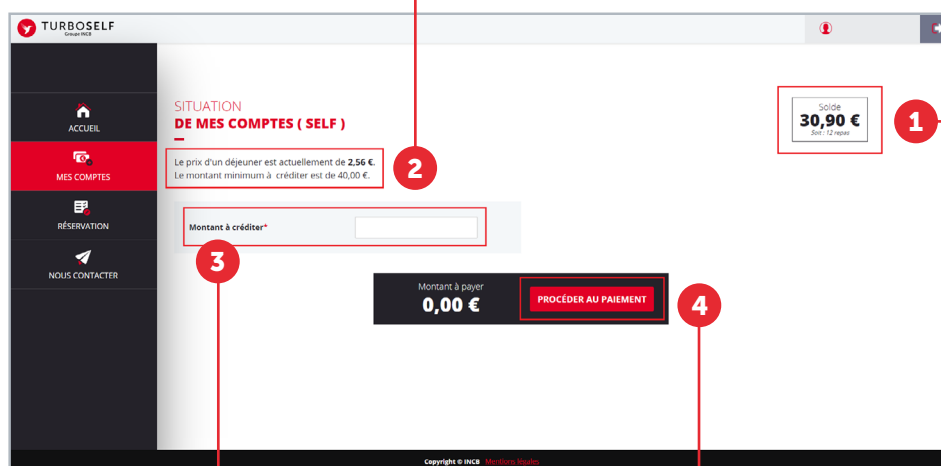 TURBOSELF
Groupe INCB
ACCUEIL
MES COMPTES
RÉSERVATION
NOUS CONTACTER
SITUATION
DE MES COMPTES ( SELF )
Solde
30,90 €
Soit : 12 repas
1
Le prix d'un déjeuner est actuellement de 2,56 €.
Le montant minimum à créditer est de 40,00 €.
2
Montant à créditer*
3
Montant à payer
0,00 €
PROCÉDER AU PAIEMENT
4
Copyright © INCB Mentions légales